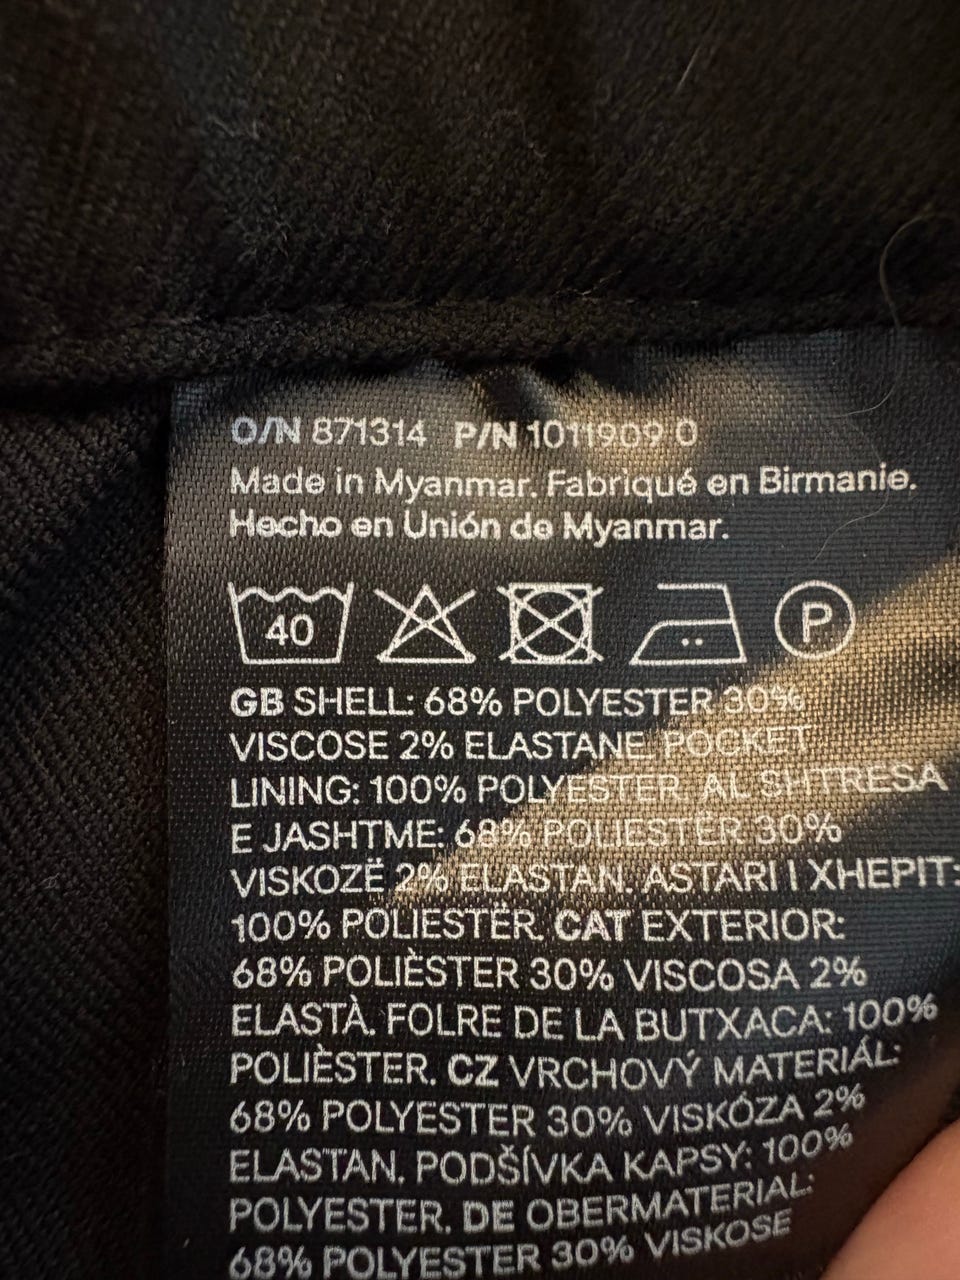 O/N 871314 P/N 1011909 0
Made in Myanmar. Fabriqué en Birmanie.
Hecho en Unión de Myanmar.
40 P
GB SHELL: 68% POLYESTER 30%
VISCOSE 2% ELASTANE. POCKET
LINING: 100% POLYESTER. AL SHTRESA
E JASHTME: 68% POLIESTËR 30%
VISKOZË 2% ELASTAN. ASTARI I XHEPIT:
100% POLIESTËR. CAT EXTERIOR:
68% POLIÈSTER 30% VISCOSA 2%
ELASTÀ. FOLRE DE LA BUTXACA: 100%
POLIÈSTER. CZ VRCHOVÝ MATERIÁL:
68% POLYESTER 30% VISKÓZA 2%
ELASTAN. PODŠÍVKA KAPSY: 100%
POLYESTER. DE OBERMATERIAL:
68% POLYESTER 30% VISKOSE